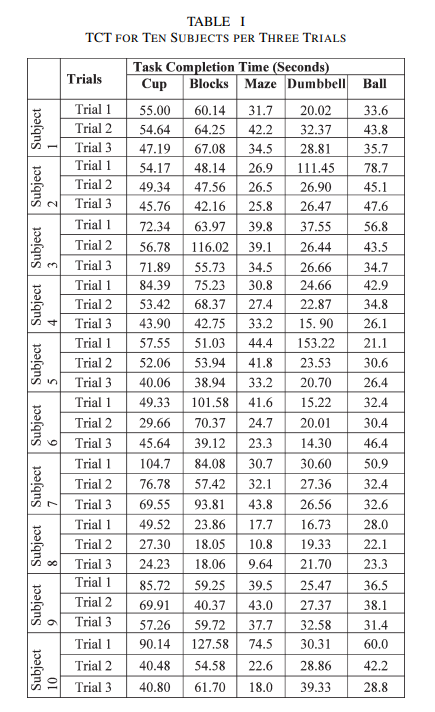 TABLE I
TCT FOR TEN SUBJECTS PER THREE TRIALS
Trials Task Completion Time (Seconds)
Cup Blocks Maze Dumbbell Ball
Subject 1
Trial 1 55.00 60.14 31.7 20.02 33.6
Trial 2 54.64 64.25 42.2 32.37 43.8
Trial 3 47.19 67.08 34.5 28.81 35.7
Subject 2
Trial 1 54.17 48.14 26.9 111.45 78.7
Trial 2 49.34 47.56 26.5 26.90 45.1
Trial 3 45.76 42.16 25.8 26.47 47.6
Subject 3
Trial 1 72.34 63.97 39.8 37.55 56.8
Trial 2 56.78 116.02 39.1 26.44 43.5
Trial 3 71.89 55.73 34.5 26.66 34.7
Subject 4
Trial 1 84.39 75.23 30.8 24.66 42.9
Trial 2 53.42 68.37 27.4 22.87 34.8
Trial 3 43.90 42.75 33.2 15. 90 26.1
Subject 5
Trial 1 57.55 51.03 44.4 153.22 21.1
Trial 2 52.06 53.94 41.8 23.53 30.6
Trial 3 40.06 38.94 33.2 20.70 26.4
Subject 6
Trial 1 49.33 101.58 41.6 15.22 32.4
Trial 2 29.66 70.37 24.7 20.01 30.4
Trial 3 45.64 39.12 23.3 14.30 46.4
Subject 7
Trial 1 104.7 84.08 30.7 30.60 50.9
Trial 2 76.78 57.42 32.1 27.36 32.4
Trial 3 69.55 93.81 43.8 26.56 32.6
Subject 8
Trial 1 49.52 23.86 17.7 16.73 28.0
Trial 2 27.30 18.05 10.8 19.33 22.1
Trial 3 24.23 18.06 9.64 21.70 23.3
Subject 9
Trial 1 85.72 59.25 39.5 25.47 36.5
Trial 2 69.91 40.37 43.0 27.37 38.1
Trial 3 57.26 59.72 37.7 32.58 31.4
Subject 10
Trial 1 90.14 127.58 74.5 30.31 60.0
Trial 2 40.48 54.58 22.6 28.86 42.2
Trial 3 40.80 61.70 18.0 39.33 28.8